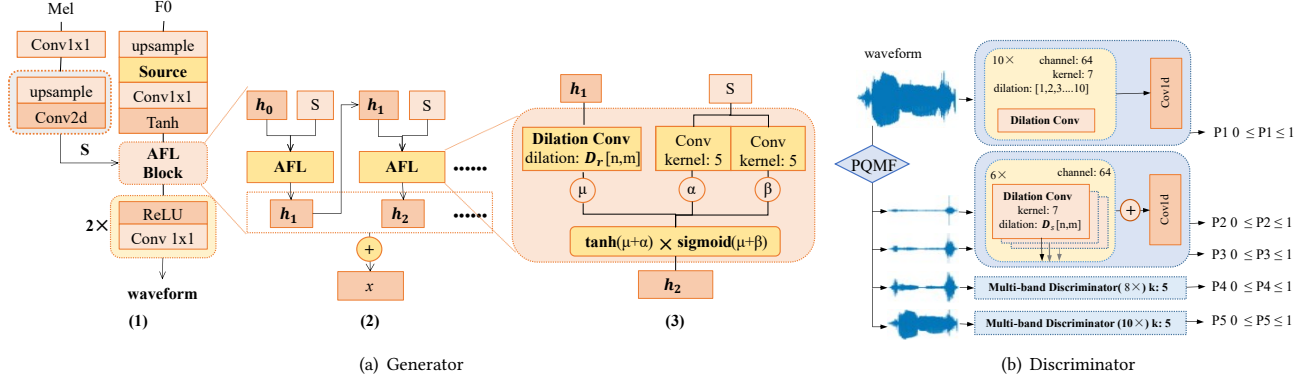 Mel
F0
Conv1x1
upsample
Conv2d
S
upsample
Source
Conv1x1
Tanh
AFL
Block
2×
ReLU
Conv 1x1
waveform
(1)
h₀
S
h₁
S
AFL
AFL
......
h₁
h₂
......
+
x
(2)
h₁
S
Dilation Conv
dilation: Dᵣ[n,m]
Conv
kernel: 5
Conv
kernel: 5
μ
α
β
tanh(μ+α) × sigmoid(μ+β)
h₂
(3)
(a) Generator
waveform
PQMF
10×
channel: 64
kernel: 7
dilation: [1,2,3....10]
Dilation Conv
Cov1d
P1 0 ≤ P1 ≤ 1
6×
channel: 64
Dilation Conv
kernel: 7
dilation: Dₛ[n,m]
+
Cov1d
P2 0 ≤ P2 ≤ 1
P3 0 ≤ P3 ≤ 1
Multi-band Discriminator( 8×) k: 5
P4 0 ≤ P4 ≤ 1
Multi-band Discriminator (10×) k: 5
P5 0 ≤ P5 ≤ 1
(b) Discriminator